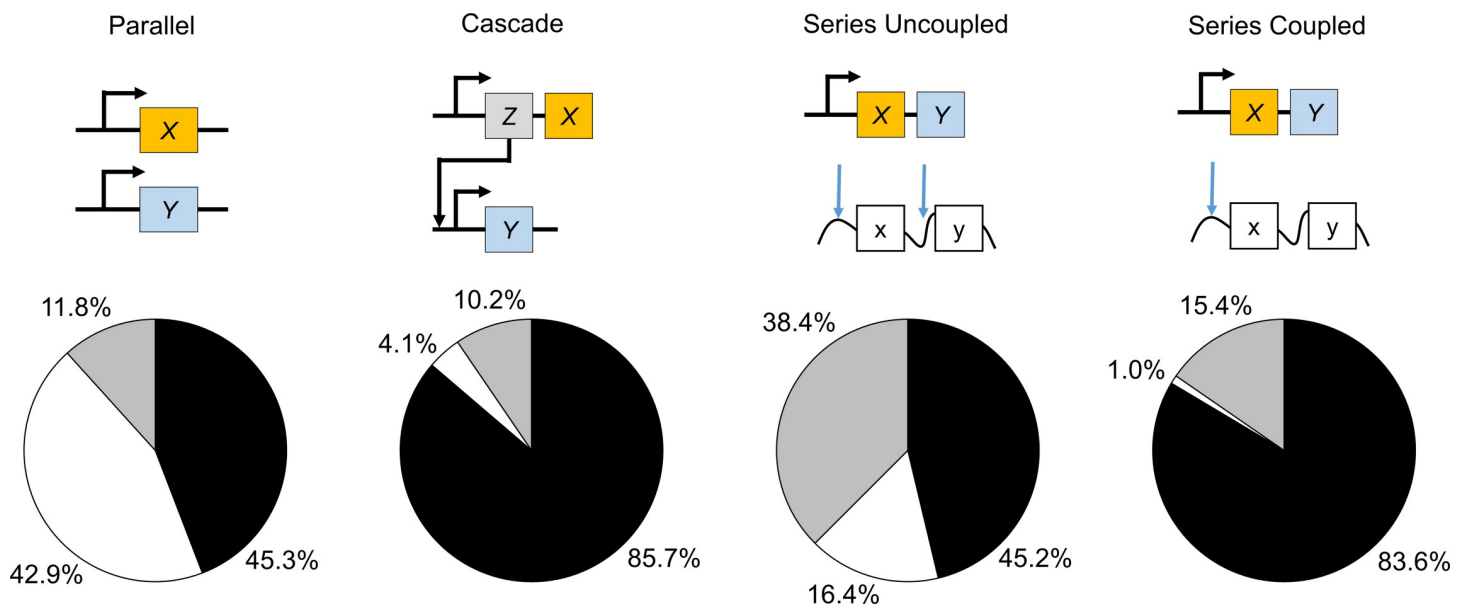 Parallel
Cascade
Series Uncoupled
Series Coupled
X
Y
Z X
Y
X Y
x y
X Y
x y
11.8%
42.9%
45.3%
10.2%
4.1%
85.7%
38.4%
16.4%
45.2%
15.4%
1.0%
83.6%